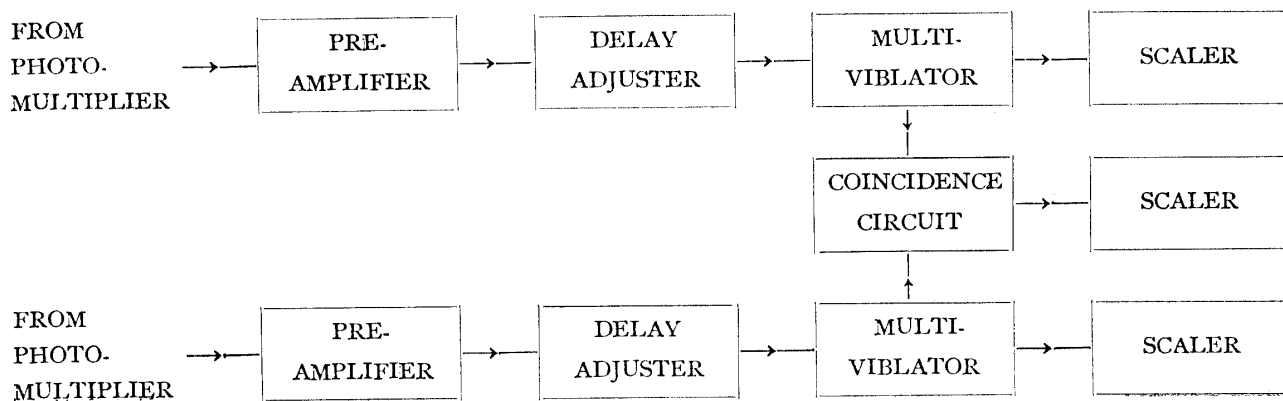 FROM
PHOTO-
MULTIPLIER
PRE-
AMPLIFIER
DELAY
ADJUSTER
MULTI-
VIBLATOR
SCALER
COINCIDENCE
CIRCUIT
SCALER
FROM
PHOTO-
MULTIPLIER
PRE-
AMPLIFIER
DELAY
ADJUSTER
MULTI-
VIBLATOR
SCALER